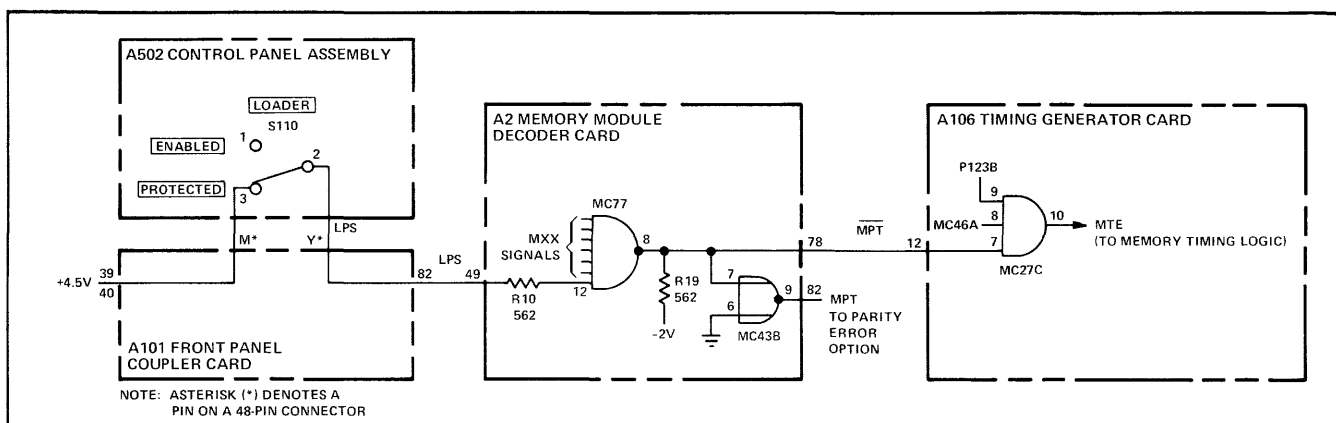 A502 CONTROL PANEL ASSEMBLY
LOADER
S110
ENABLED
1
2
PROTECTED
3
LPS
M*
Y*
+4.5V
39
40
82
A101 FRONT PANEL
COUPLER CARD
NOTE: ASTERISK (*) DENOTES A
PIN ON A 48-PIN CONNECTOR
LPS
49
A2 MEMORY MODULE
DECODER CARD
MC77
MXX
SIGNALS
R10
562
12
8
R19
562
-2V
7
6
MC43B
9
82
MPT
TO PARITY
ERROR
OPTION
78
MPT
12
A106 TIMING GENERATOR CARD
P123B
9
MC46A
8
7
10
MTE
(TO MEMORY TIMING LOGIC)
MC27C